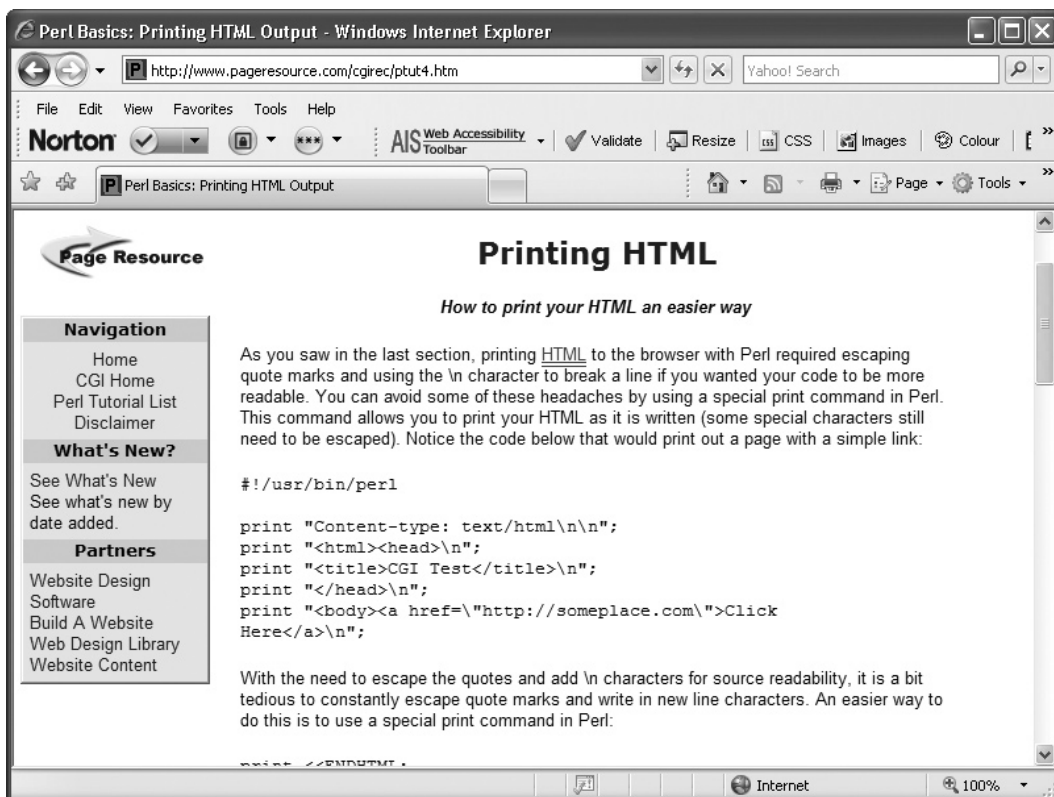 Perl Basics: Printing HTML Output - Windows Internet Explorer
http://www.pageresource.com/cgirec/ptut4.htm
Yahoo! Search
File Edit View Favorites Tools Help
Norton
AIS Web Accessibility Toolbar
Validate
Resize
CSS
Images
Colour
Perl Basics: Printing HTML Output
Page
Tools
Page Resource
Navigation
Home
CGI Home
Perl Tutorial List
Disclaimer
What's New?
See What's New
See what's new by
date added.
Partners
Website Design
Software
Build A Website
Web Design Library
Website Content
Printing HTML
How to print your HTML an easier way
As you saw in the last section, printing HTML to the browser with Perl required escaping
quote marks and using the \n character to break a line if you wanted your code to be more
readable. You can avoid some of these headaches by using a special print command in Perl.
This command allows you to print your HTML as it is written (some special characters still
need to be escaped). Notice the code below that would print out a page with a simple link:
#!/usr/bin/perl
print "Content-type: text/html\n\n";
print "<html><head>\n";
print "<title>CGI Test</title>\n";
print "</head>\n";
print "<body><a href=\"http://someplace.com\">Click
Here</a>\n";
With the need to escape the quotes and add \n characters for source readability, it is a bit
tedious to constantly escape quote marks and write in new line characters. An easier way to
do this is to use a special print command in Perl:
print <<ENDHTML;
Internet
100%